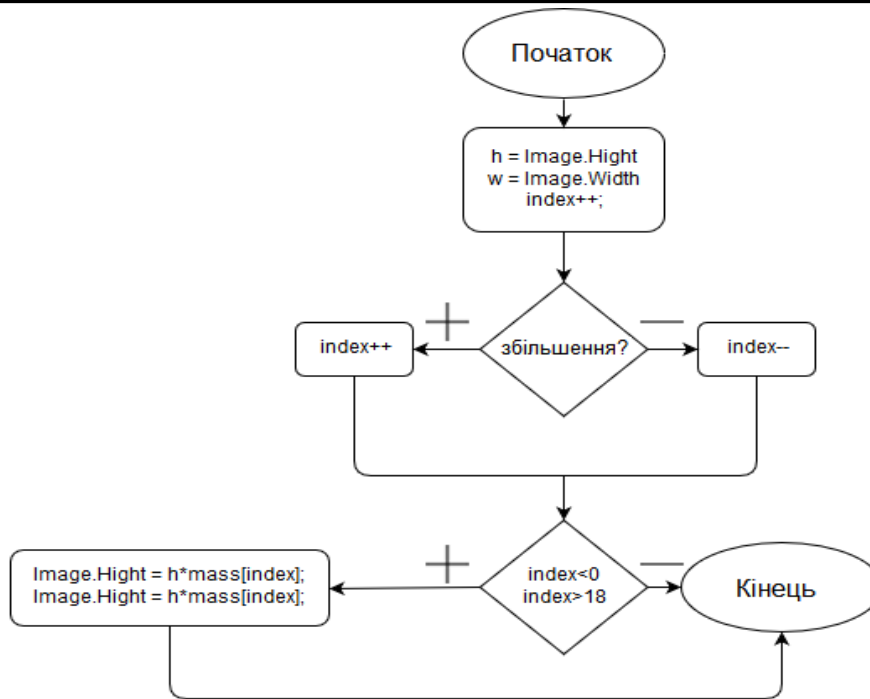 Початок
h = Image.Hight
w = Image.Width
index++;
+
—
index++
збільшення?
index--
+
—
Image.Hight = h*mass[index];
Image.Hight = h*mass[index];
index<0
index>18
Кінець